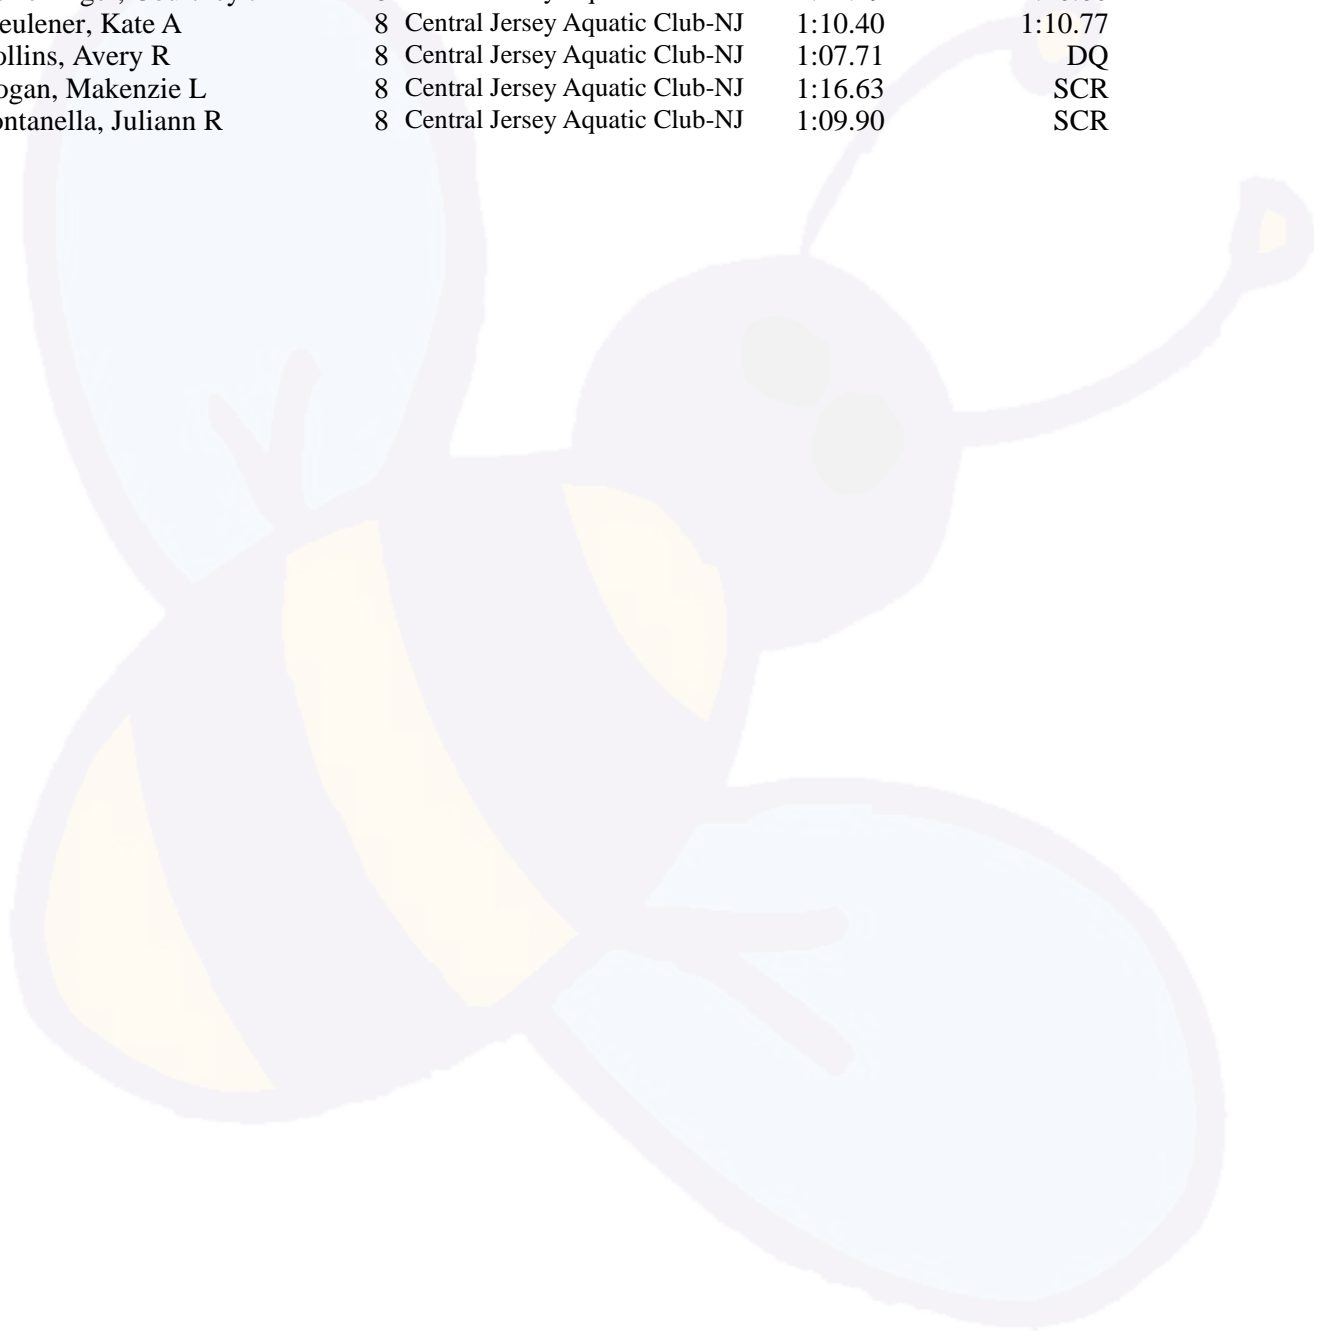 eulener, Kate A 8 Central Jersey Aquatic Club-NJ 1:10.40 1:10.77
ollins, Avery R 8 Central Jersey Aquatic Club-NJ 1:07.71 DQ
ogan, Makenzie L 8 Central Jersey Aquatic Club-NJ 1:16.63 SCR
ontanella, Juliann R 8 Central Jersey Aquatic Club-NJ 1:09.90 SCR